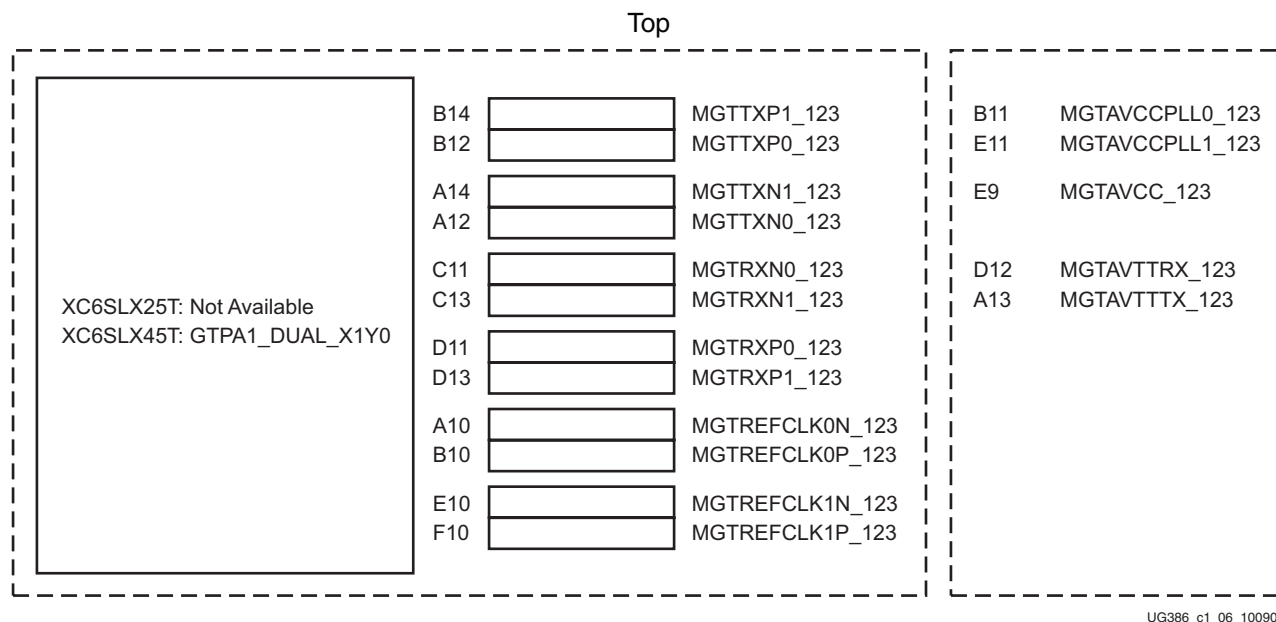 Top
XC6SLX25T: Not Available
XC6SLX45T: GTPA1_DUAL_X1Y0
B14 MGTTXP1_123
B12 MGTTXP0_123
A14 MGTTXN1_123
A12 MGTTXN0_123
C11 MGTRXN0_123
C13 MGTRXN1_123
D11 MGTRXP0_123
D13 MGTRXP1_123
A10 MGTREFCLK0N_123
B10 MGTREFCLK0P_123
E10 MGTREFCLK1N_123
F10 MGTREFCLK1P_123
B11 MGTAVCCPLL0_123
E11 MGTAVCCPLL1_123
E9 MGTAVCC_123
D12 MGTAVTTRX_123
A13 MGTAVTTTX_123
UG386_c1_06_10090